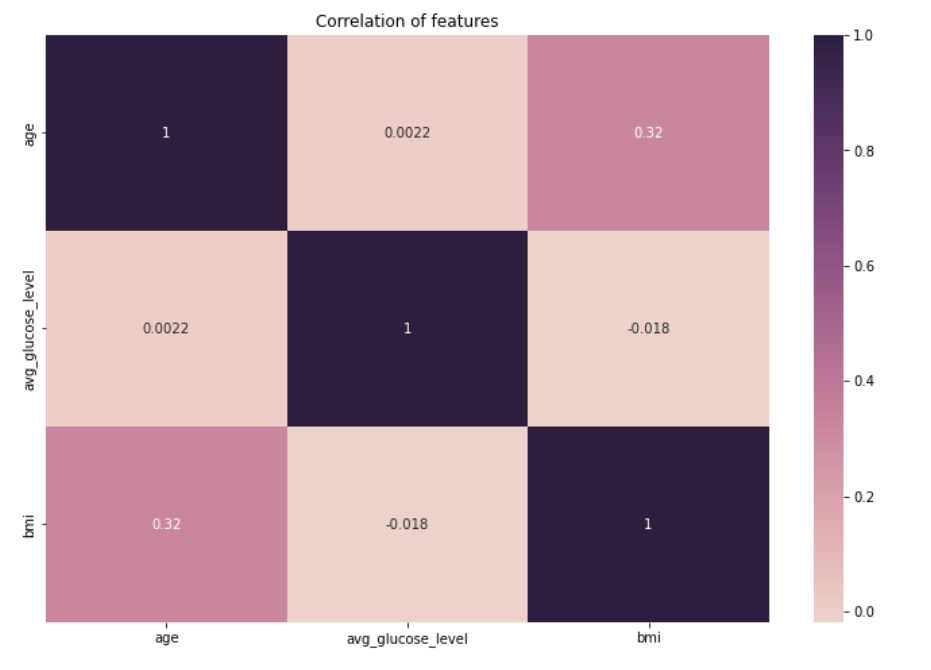 Correlation of features
age
1
0.0022
0.32
avg_glucose_level
0.0022
1
-0.018
bmi
0.32
-0.018
1
age
avg_glucose_level
bmi
1.0
0.8
0.6
0.4
0.2
0.0